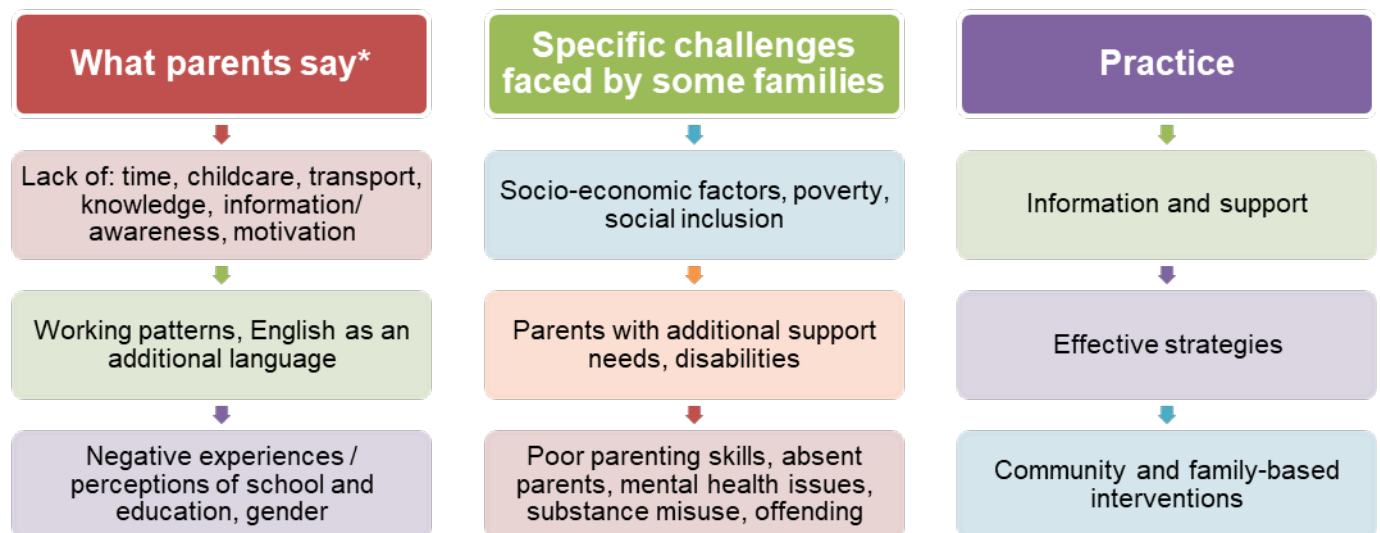 What parents say*
Lack of: time, childcare, transport,
knowledge, information/
awareness, motivation
Working patterns, English as an
additional language
Negative experiences /
perceptions of school and
education, gender
Specific challenges
faced by some families
Socio-economic factors, poverty,
social inclusion
Parents with additional support
needs, disabilities
Poor parenting skills, absent
parents, mental health issues,
substance misuse, offending
Practice
Information and support
Effective strategies
Community and family-based
interventions